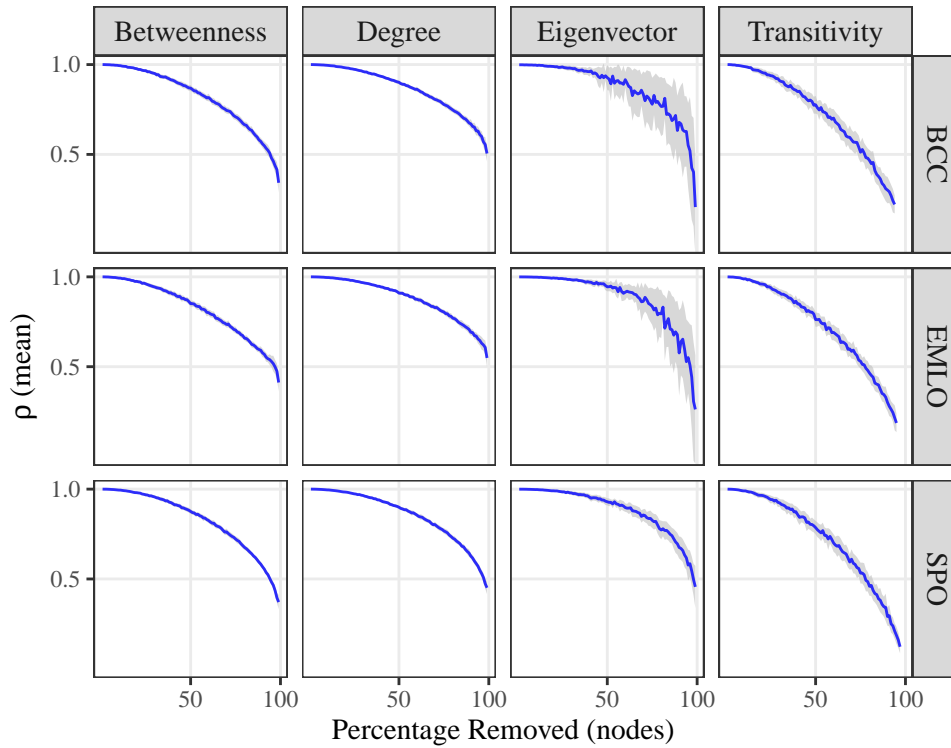 Betweenness Degree Eigenvector Transitivity
1.0
0.5
BCC
1.0
0.5
EMLO
1.0
0.5
SPO
50 100 50 100 50 100 50 100
Percentage Removed (nodes)
ρ (mean)